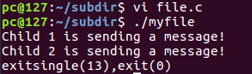 pc@127:~/subdir$ vi file.c
pc@127:~/subdir$ ./myfile
Child 1 is sending a message!
Child 2 is sending a message!
exitsingle(13),exit(0)